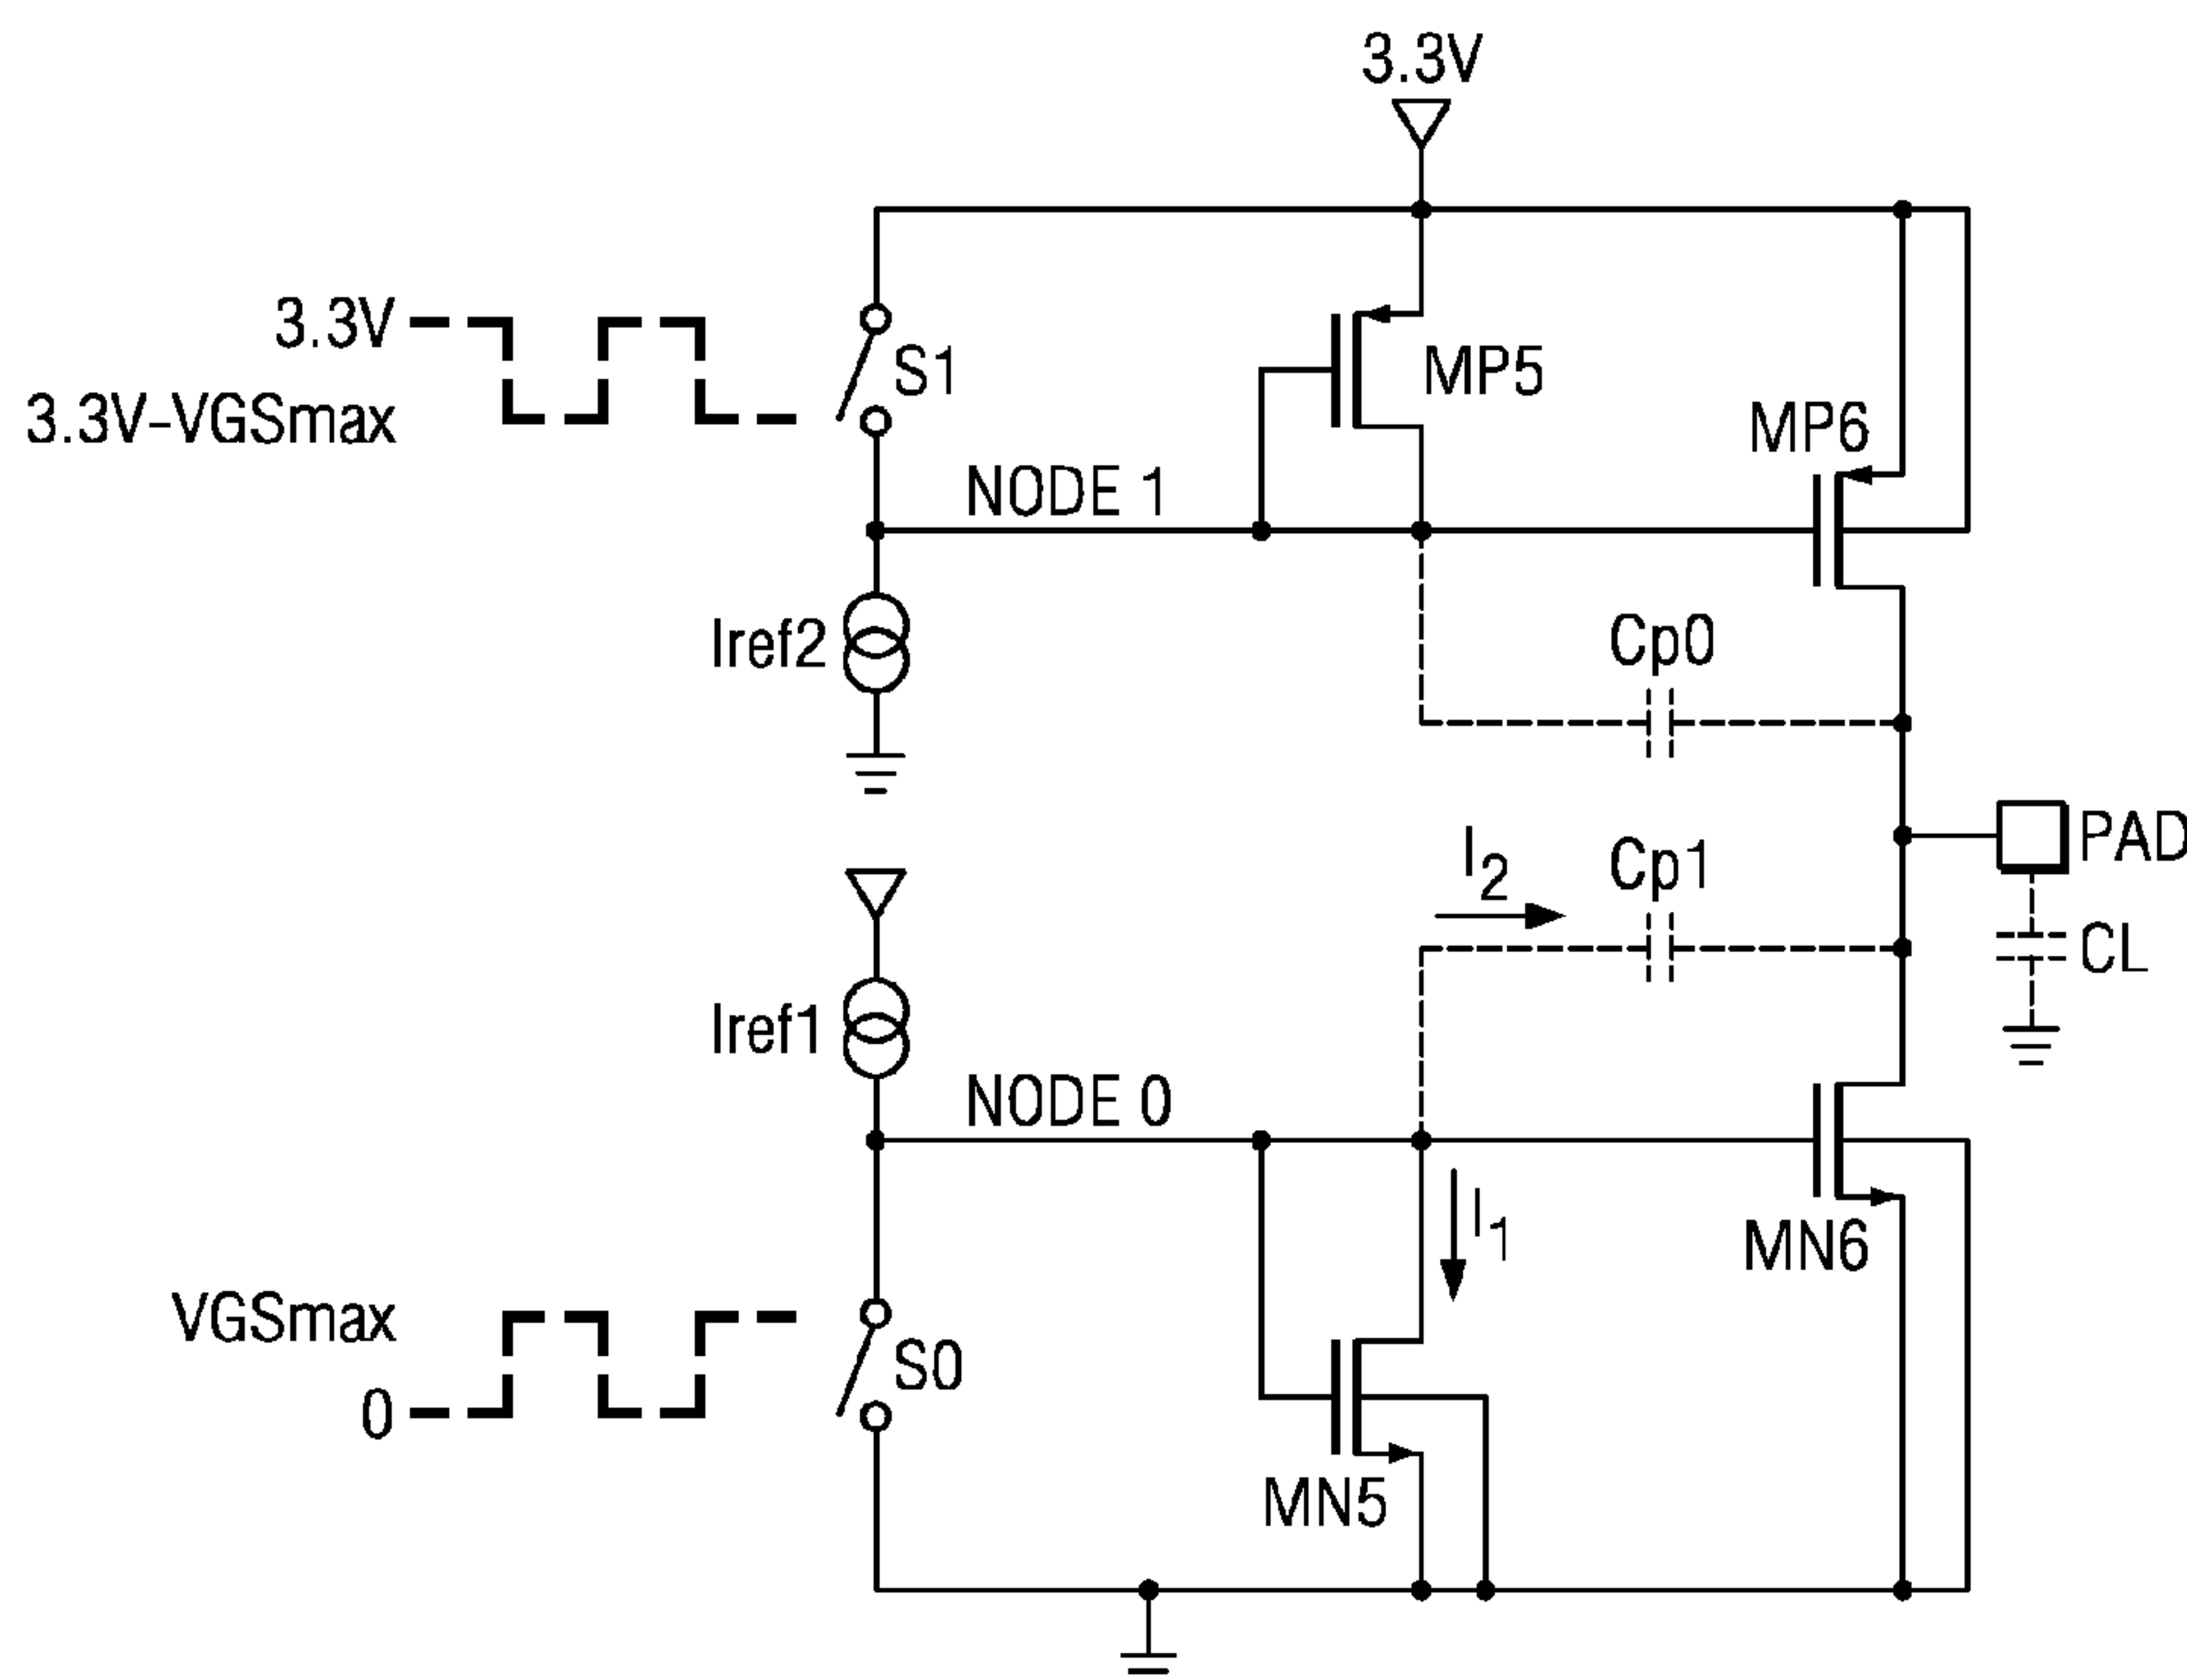 3.3V
3.3V
3.3V-VGSmax
S1
MP5
MP6
NODE 1
Iref2
Cp0
PAD
I2
Cp1
CL
Iref1
NODE 0
I1
MN6
VGSmax
0
S0
MN5